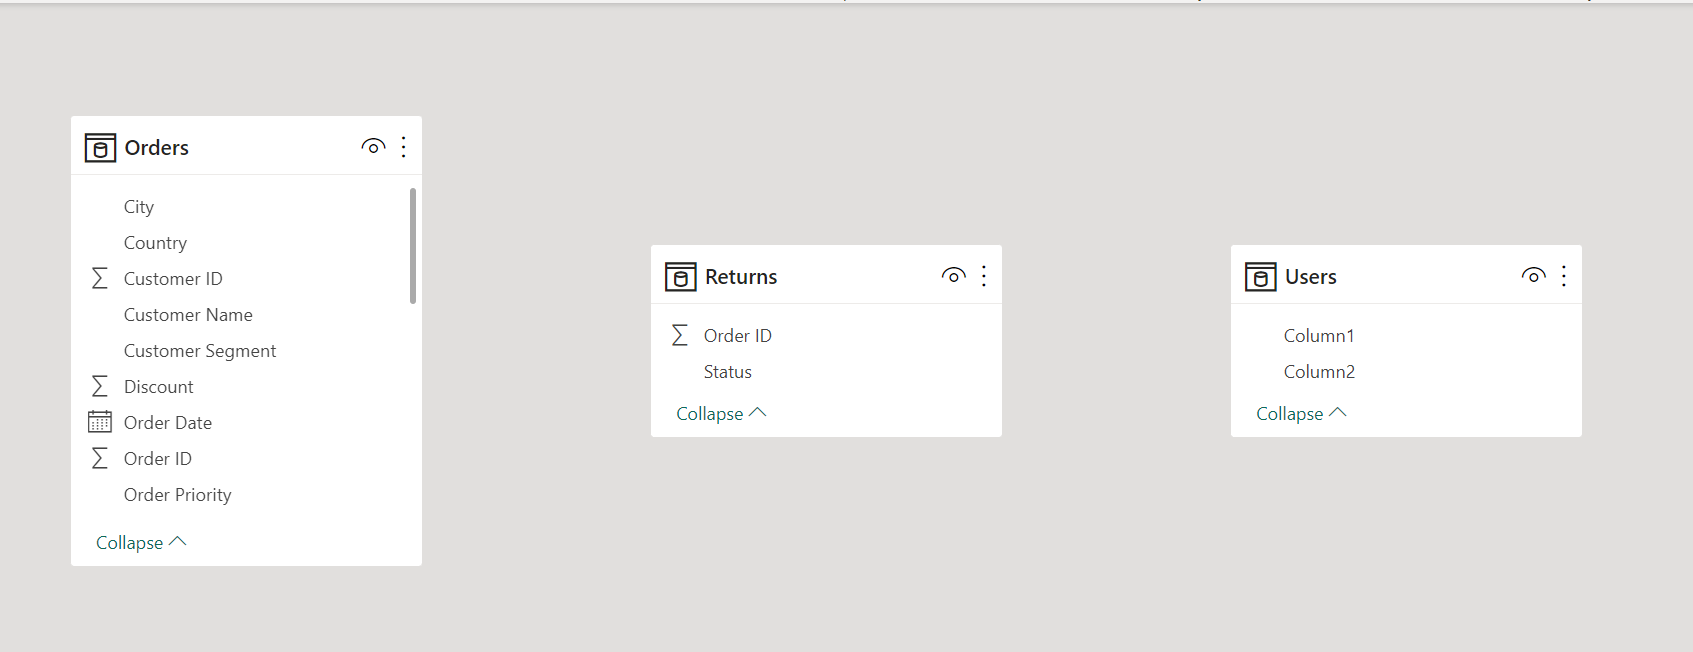 Orders
City
Country
Customer ID
Customer Name
Customer Segment
Discount
Order Date
Order ID
Order Priority
Collapse
Returns
Order ID
Status
Collapse
Users
Column1
Column2
Collapse